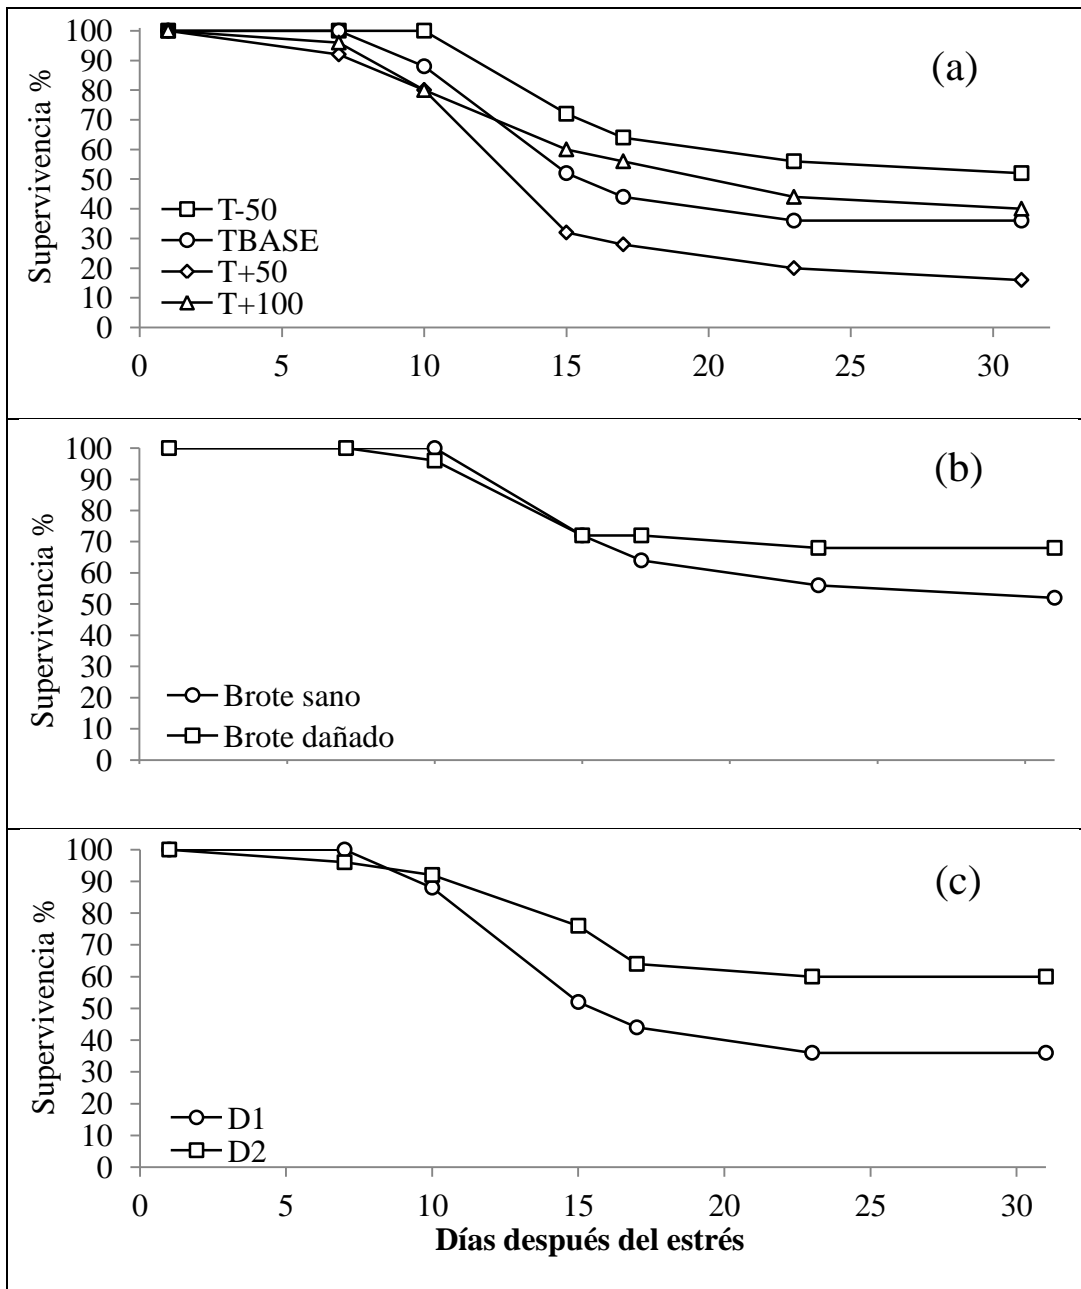 (a)
Supervivencia %
100
90
80
70
60
50
40
30
20
10
0
T-50
TBASE
T+50
T+100
0 5 10 15 20 25 30
(b)
Supervivencia %
100
90
80
70
60
50
40
30
20
10
0
Brote sano
Brote dañado
(c)
Supervivencia %
100
90
80
70
60
50
40
30
20
10
0
D1
D2
0 5 10 15 20 25 30
Días después del estrés